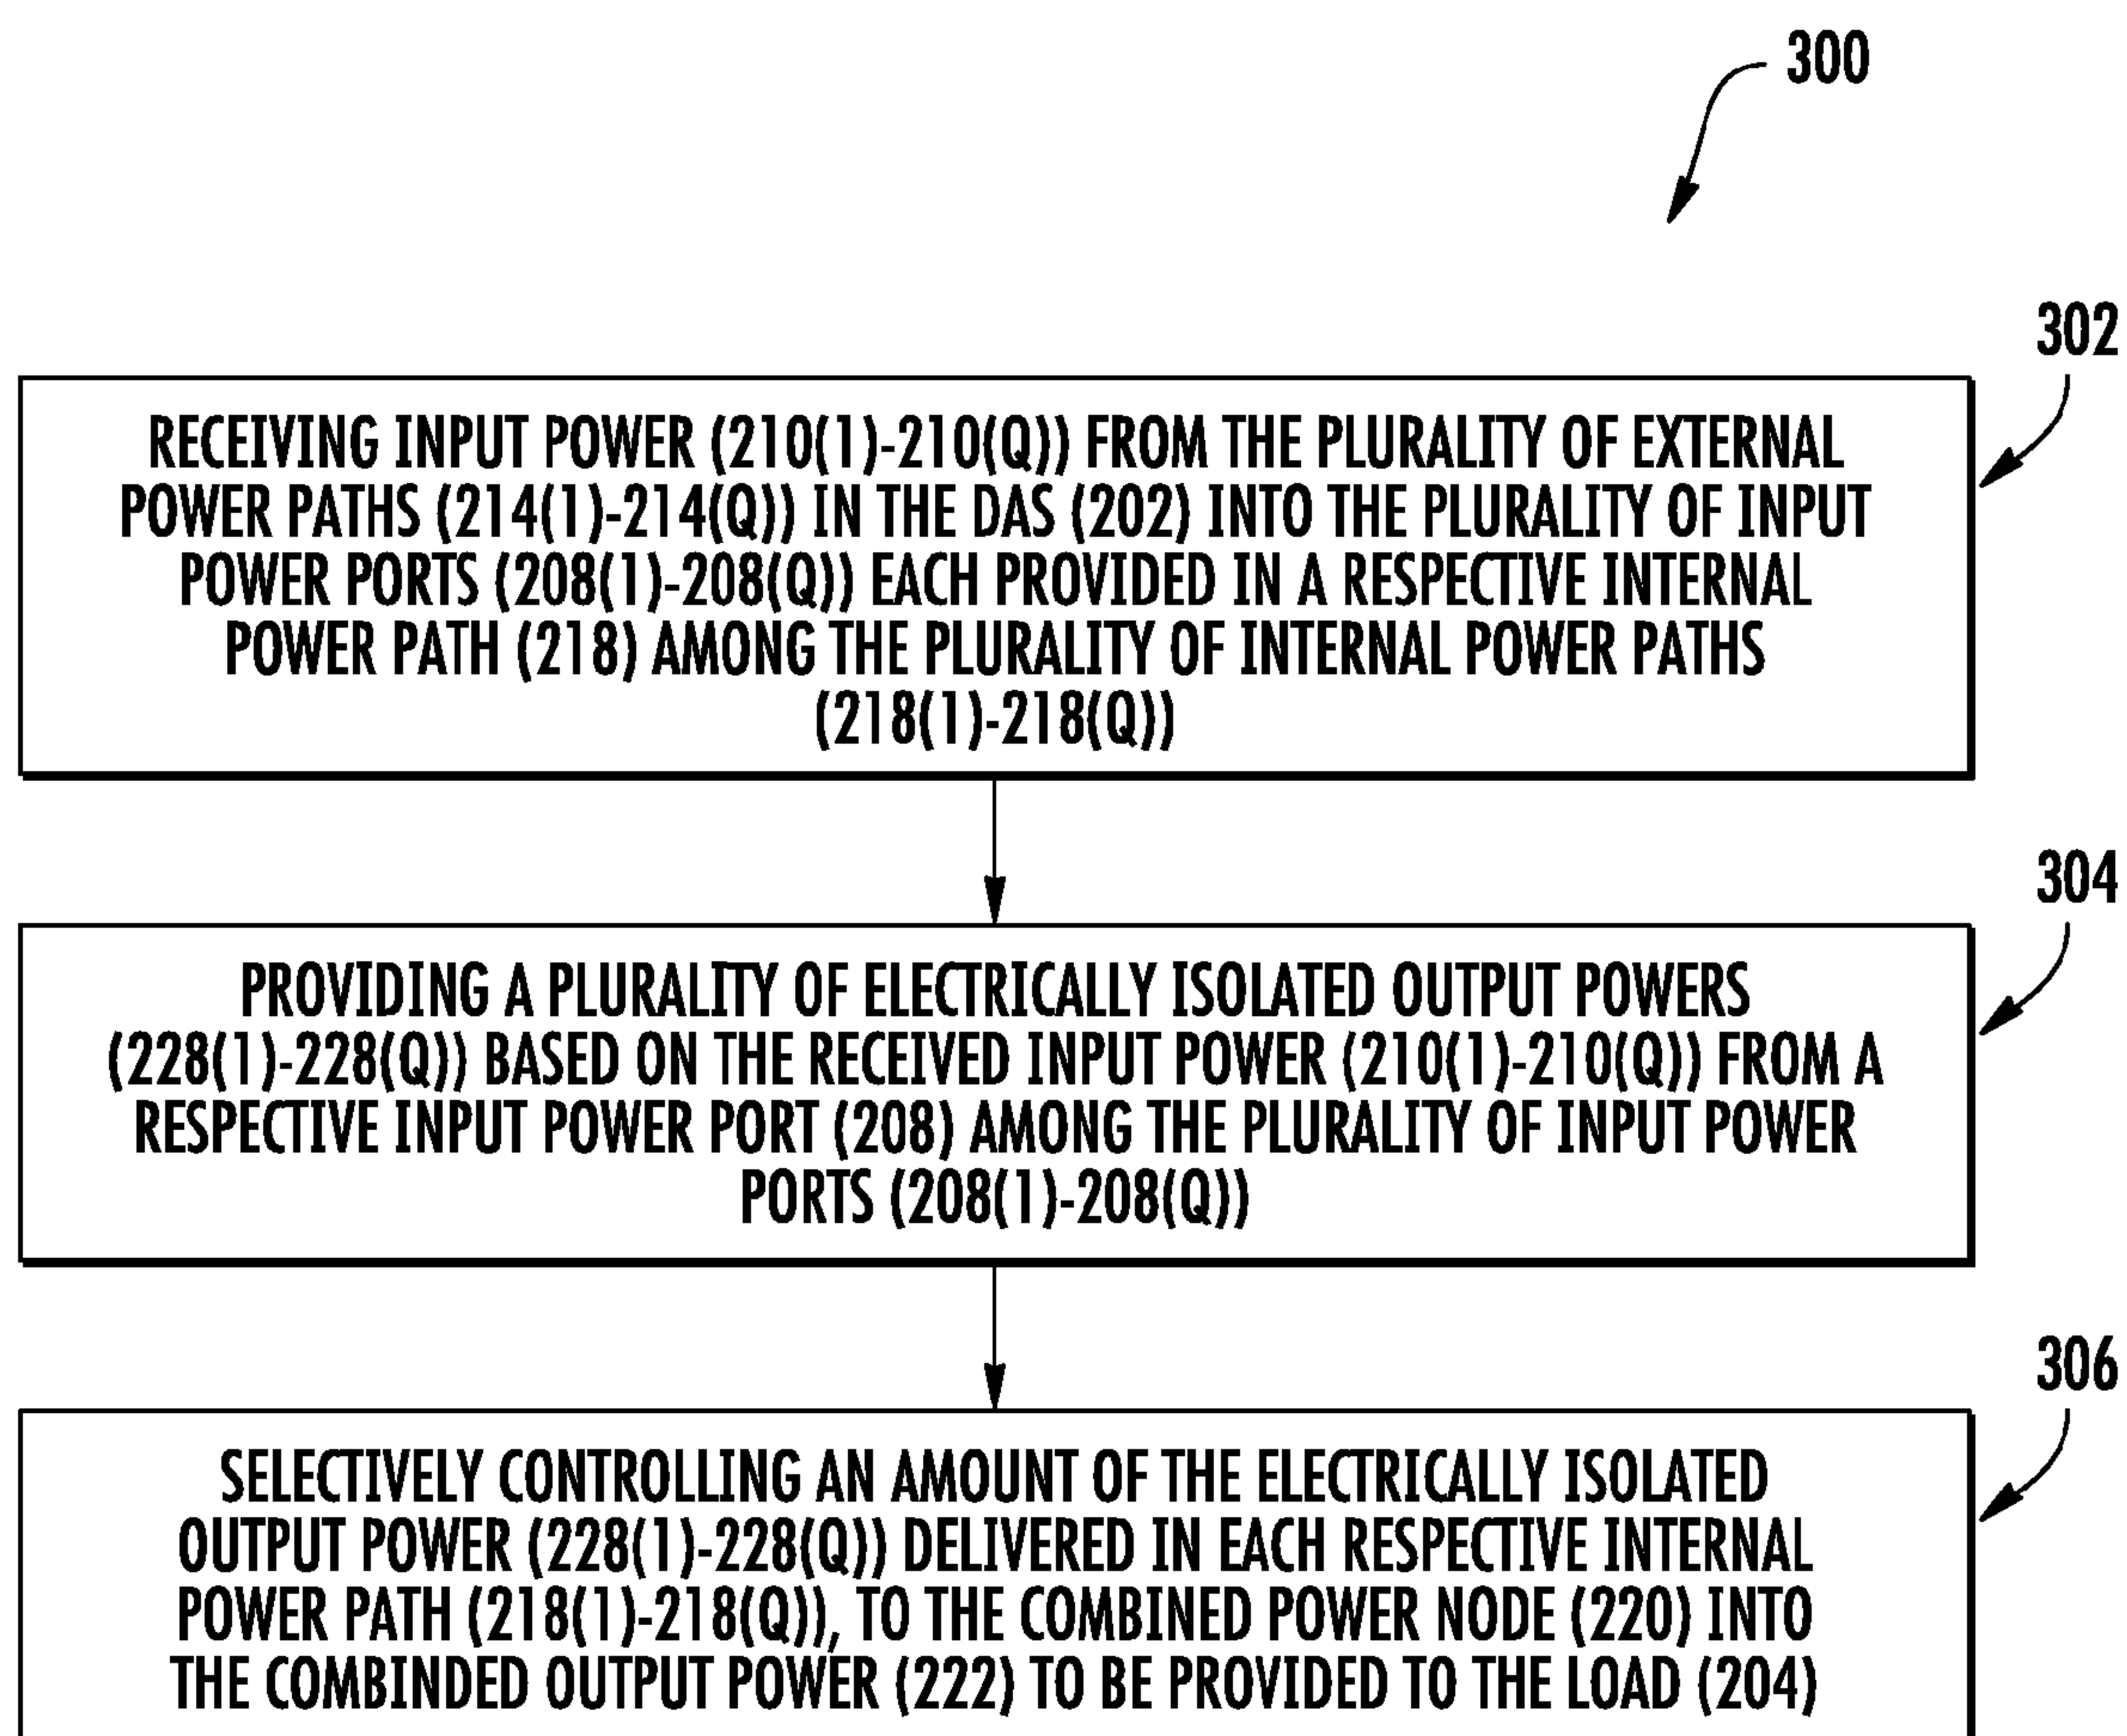 300
302
RECEIVING INPUT POWER (210(1)-210(Q)) FROM THE PLURALITY OF EXTERNAL
POWER PATHS (214(1)-214(Q)) IN THE DAS (202) INTO THE PLURALITY OF INPUT
POWER PORTS (208(1)-208(Q)) EACH PROVIDED IN A RESPECTIVE INTERNAL
POWER PATH (218) AMONG THE PLURALITY OF INTERNAL POWER PATHS
(218(1)-218(Q))
304
PROVIDING A PLURALITY OF ELECTRICALLY ISOLATED OUTPUT POWERS
(228(1)-228(Q)) BASED ON THE RECEIVED INPUT POWER (210(1)-210(Q)) FROM A
RESPECTIVE INPUT POWER PORT (208) AMONG THE PLURALITY OF INPUT POWER
PORTS (208(1)-208(Q))
306
SELECTIVELY CONTROLLING AN AMOUNT OF THE ELECTRICALLY ISOLATED
OUTPUT POWER (228(1)-228(Q)) DELIVERED IN EACH RESPECTIVE INTERNAL
POWER PATH (218(1)-218(Q)), TO THE COMBINED POWER NODE (220) INTO
THE COMBINDED OUTPUT POWER (222) TO BE PROVIDED TO THE LOAD (204)